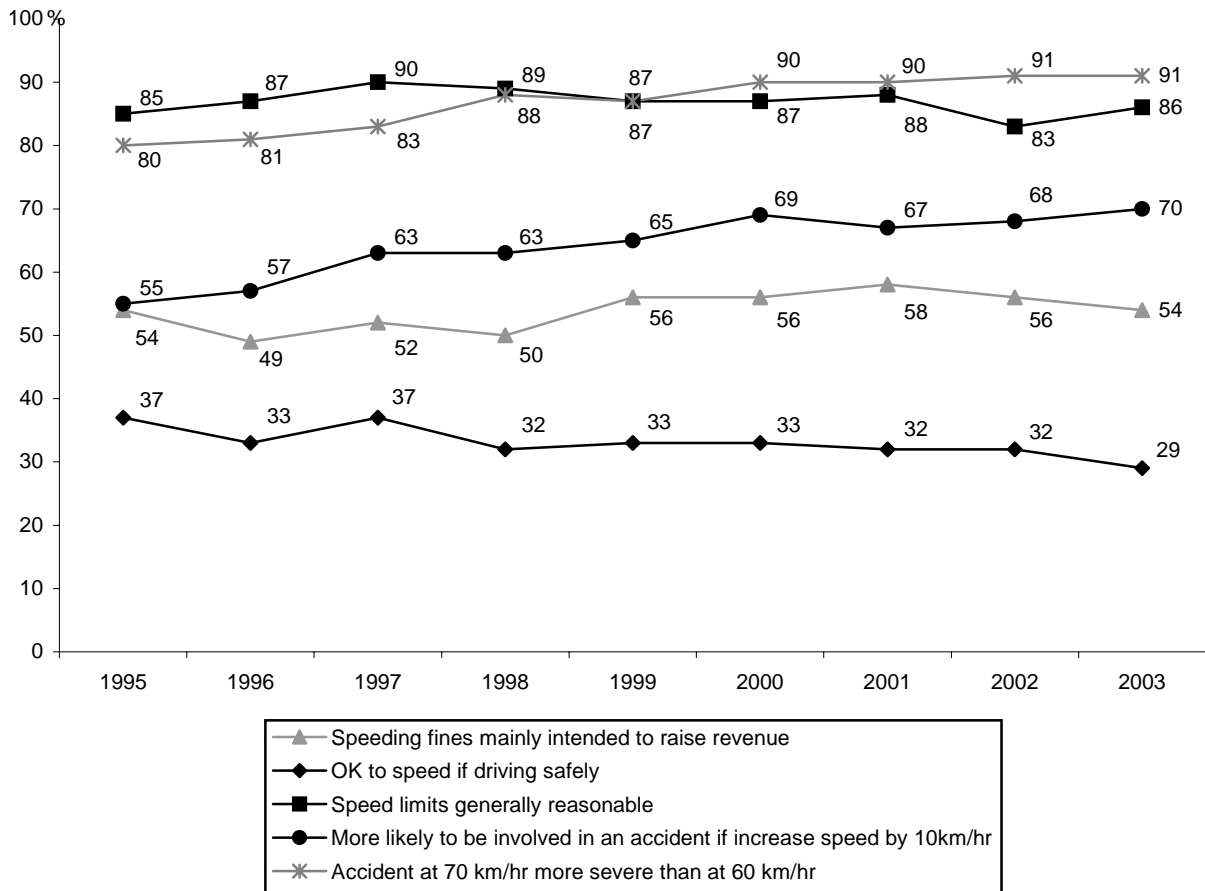 100 %
90
80
70
60
50
40
30
20
10
0
85 87 90 89 87 90 90 91 91
80 81 83 88 87 87 88 83 86
55 57 63 63 65 69 67 68 70
54 49 52 50 56 56 58 56 54
37 33 37 32 33 33 32 32 29
1995 1996 1997 1998 1999 2000 2001 2002 2003
Speeding fines mainly intended to raise revenue
OK to speed if driving safely
Speed limits generally reasonable
More likely to be involved in an accident if increase speed by 10km/hr
Accident at 70 km/hr more severe than at 60 km/hr